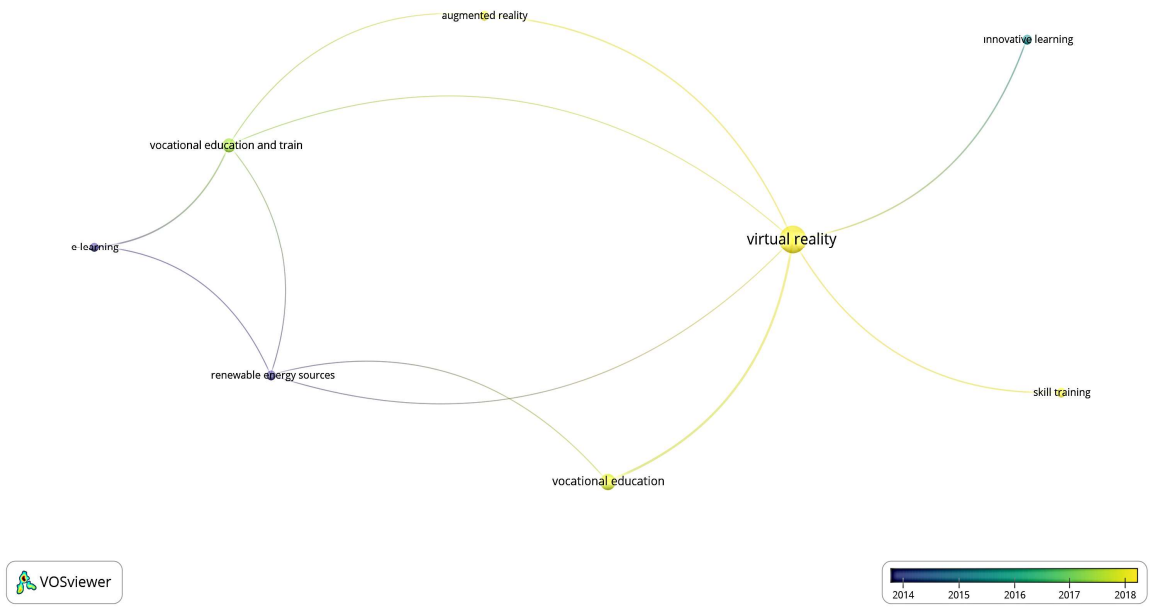 augmented reality
innovative learning
vocational education and train
virtual reality
e-learning
renewable energy sources
skill training
vocational education
VOSviewer
2014 2015 2016 2017 2018